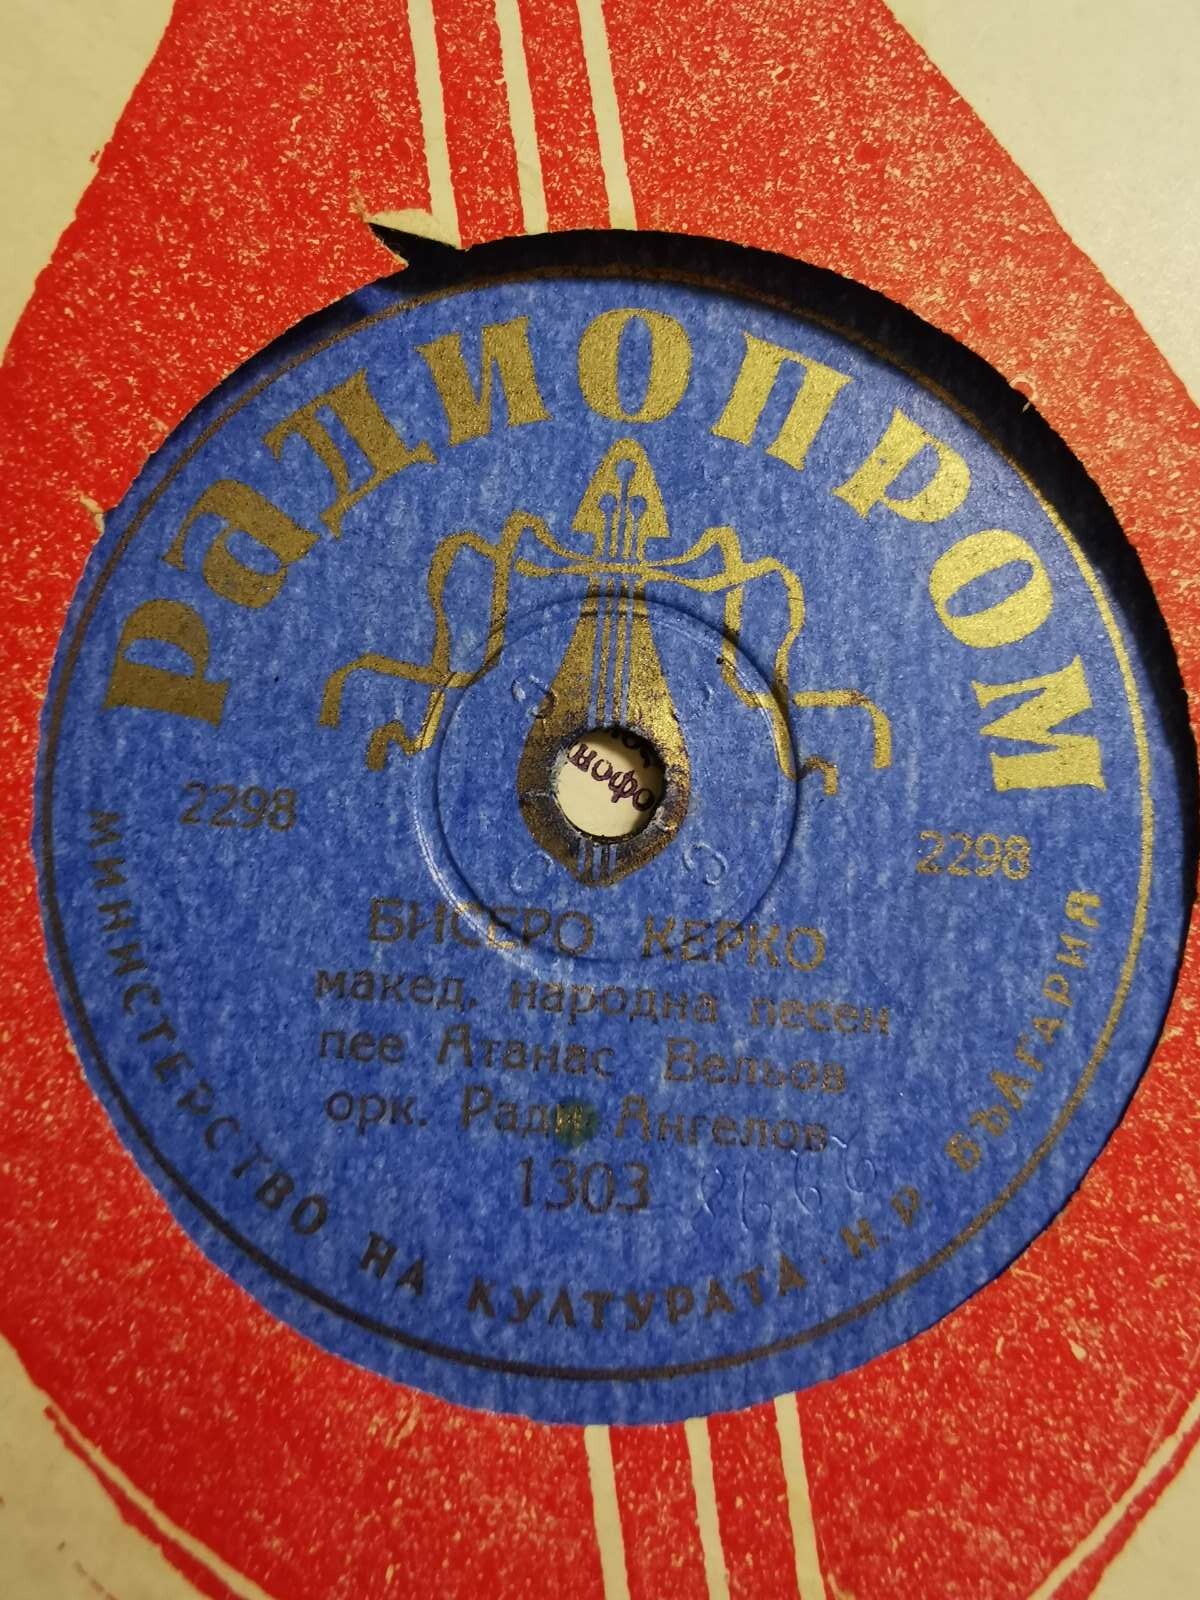 РАДИОПРОМ
2298
2298
БИСЕРО КЕРКО
макед. народна песен
пее Атанас Вельов
орк. Ради Ангелов
1303
МИНИСТЕРСТВО НА КУЛТУРАТА · Н. Р. БЪЛГАРИЯ